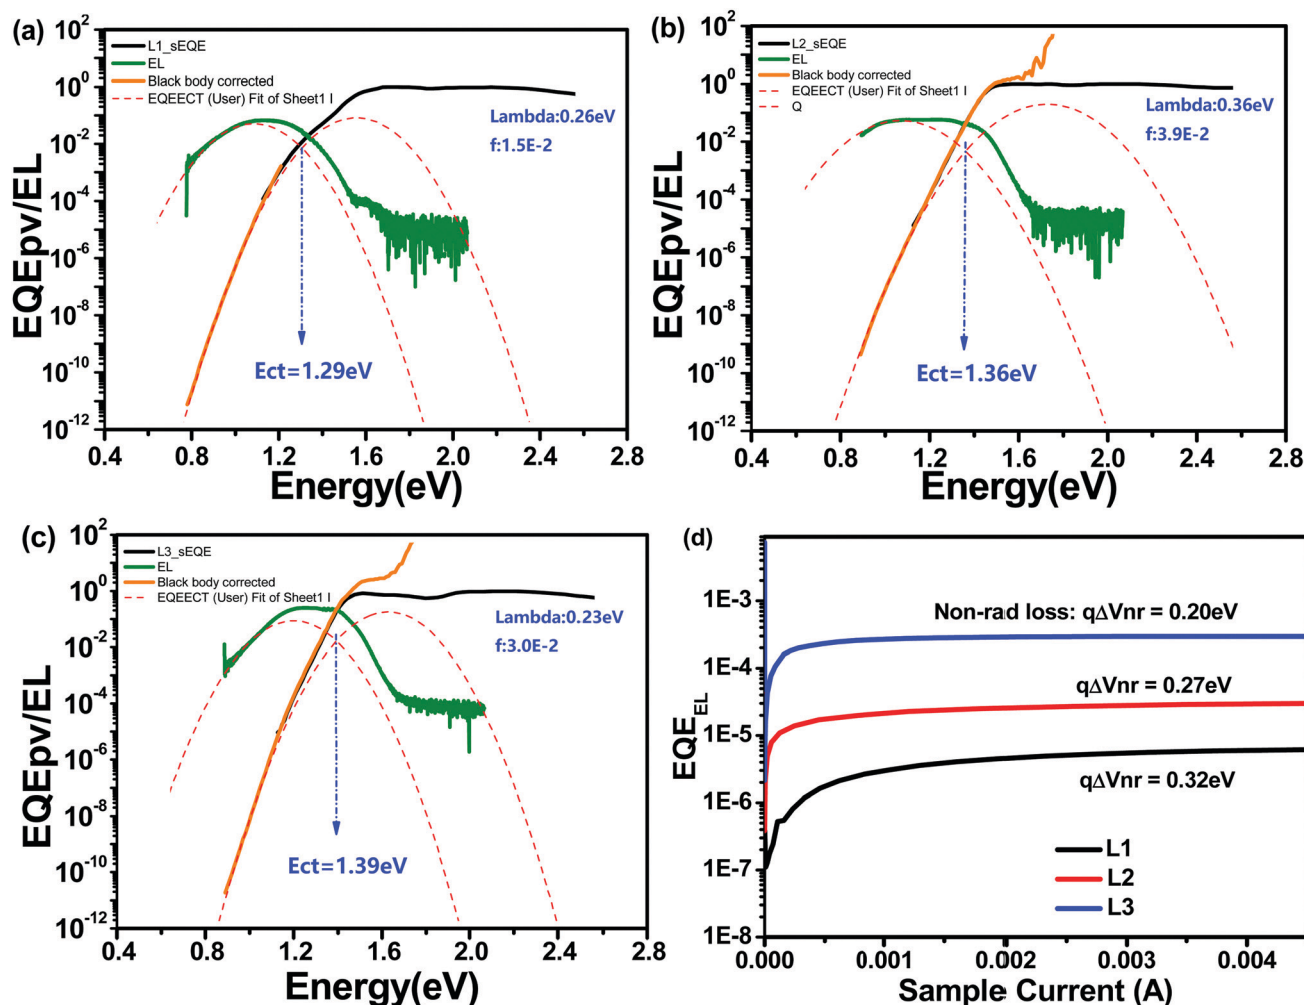 (a)
EQEpv/EL
10^2
10^0
10^-2
10^-4
10^-6
10^-8
10^-10
10^-12
L1_sEQE
EL
Black body corrected
EQEECT (User) Fit of Sheet1 I
Lambda:0.26eV
f:1.5E-2
Ect=1.29eV
0.4 0.8 1.2 1.6 2.0 2.4 2.8
Energy(eV)
(b)
EQEpv/EL
10^2
10^0
10^-2
10^-4
10^-6
10^-8
10^-10
10^-12
L2_sEQE
EL
Black body corrected
EQEECT (User) Fit of Sheet1 I
Q
Lambda:0.36eV
f:3.9E-2
Ect=1.36eV
0.4 0.8 1.2 1.6 2.0 2.4 2.8
Energy(eV)
(c)
EQEpv/EL
10^2
10^0
10^-2
10^-4
10^-6
10^-8
10^-10
10^-12
L3_sEQE
EL
Black body corrected
EQEECT (User) Fit of Sheet1 I
Lambda:0.23eV
f:3.0E-2
Ect=1.39eV
0.4 0.8 1.2 1.6 2.0 2.4 2.8
Energy(eV)
(d)
EQE_EL
1E-3
1E-4
1E-5
1E-6
1E-7
1E-8
Non-rad loss: qΔVnr = 0.20eV
qΔVnr = 0.27eV
qΔVnr = 0.32eV
L1
L2
L3
0.000 0.001 0.002 0.003 0.004
Sample Current (A)